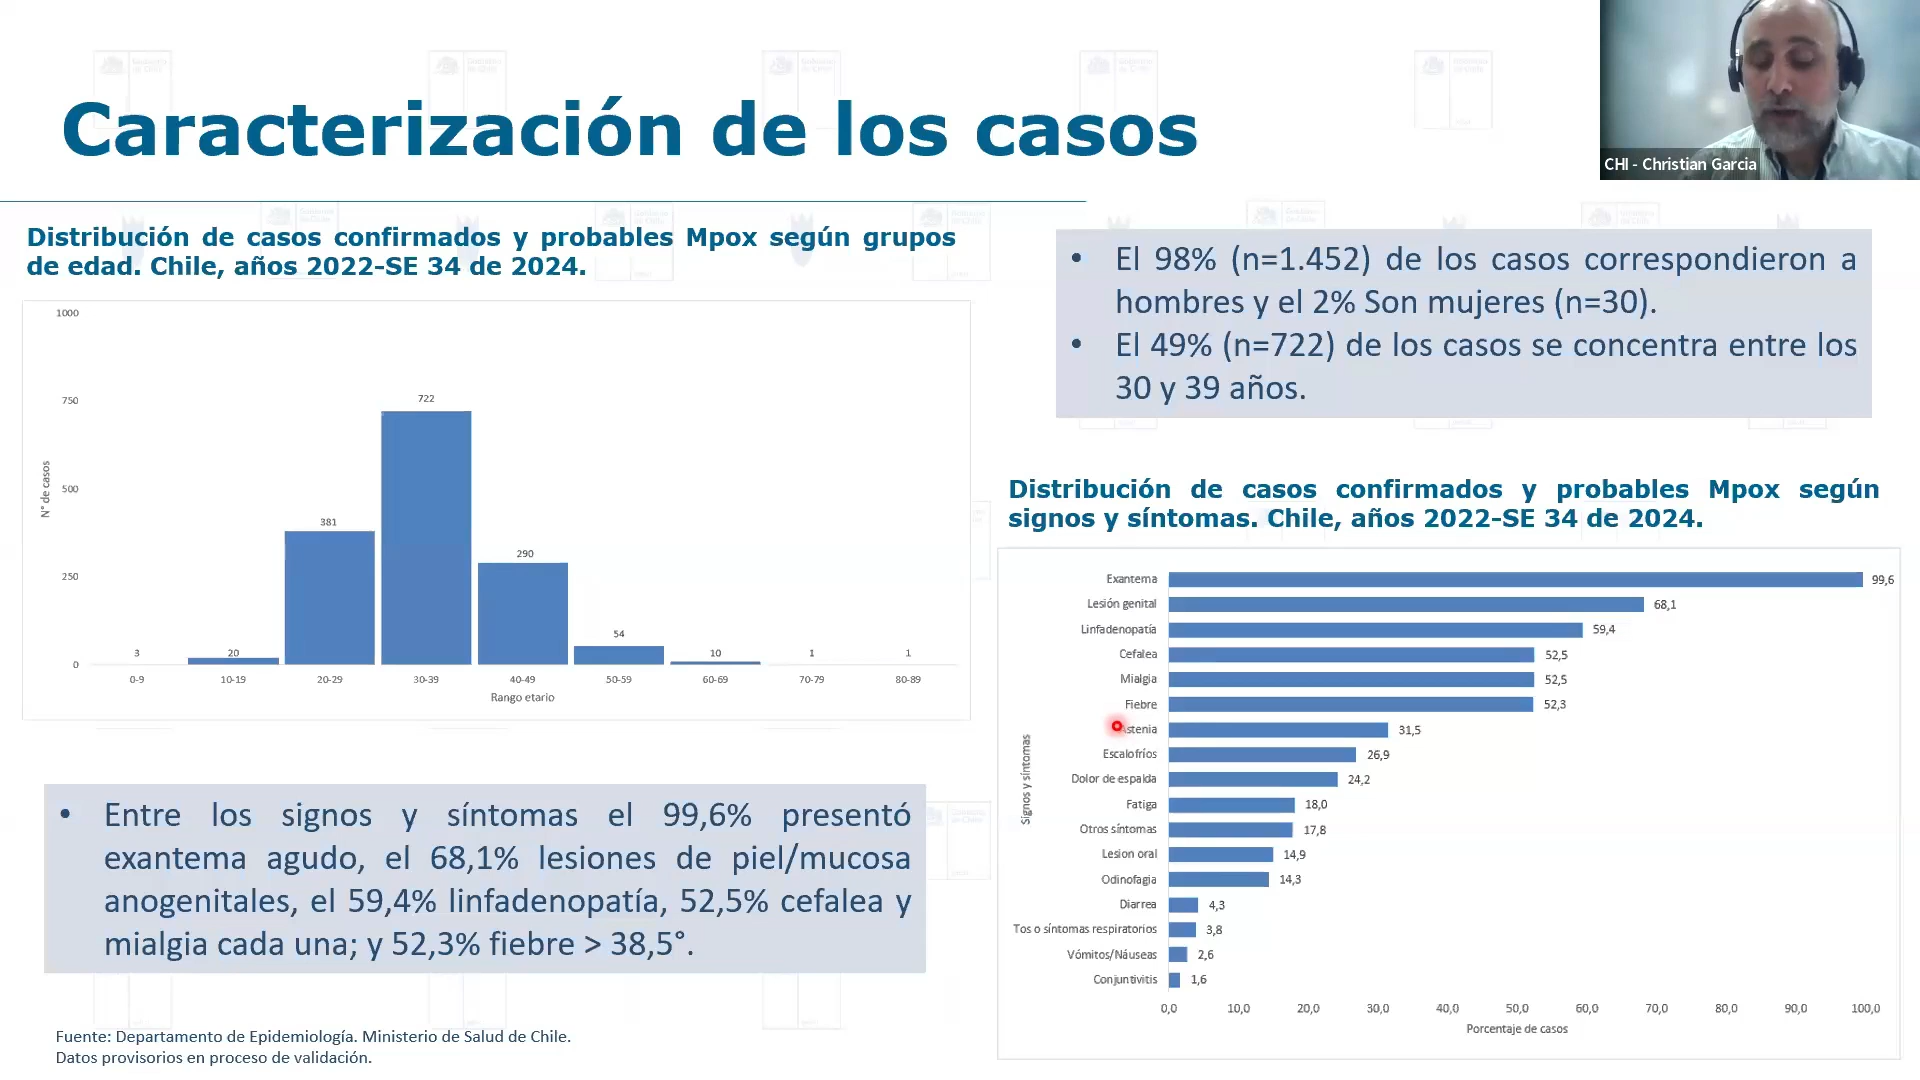 Caracterización de los casos
CHI - Christian Garcia
Distribución de casos confirmados y probables Mpox según grupos
de edad. Chile, años 2022-SE 34 de 2024.
1000
750
500
250
0
N° de casos
3
20
381
722
290
54
10
1
1
0-9
10-19
20-29
30-39
40-49
50-59
60-69
70-79
80-89
Rango etario
• El 98% (n=1.452) de los casos correspondieron a
hombres y el 2% Son mujeres (n=30).
• El 49% (n=722) de los casos se concentra entre los
30 y 39 años.
Distribución de casos confirmados y probables Mpox según
signos y síntomas. Chile, años 2022-SE 34 de 2024.
Signos y síntomas
Exantema 99,6
Lesión genital 68,1
Linfadenopatía 59,4
Cefalea 52,5
Mialgia 52,5
Fiebre 52,3
Astenia 31,5
Escalofríos 26,9
Dolor de espalda 24,2
Fatiga 18,0
Otros síntomas 17,8
Lesion oral 14,9
Odinofagia 14,3
Diarrea 4,3
Tos o síntomas respiratorios 3,8
Vómitos/Náuseas 2,6
Conjuntivitis 1,6
0,0 10,0 20,0 30,0 40,0 50,0 60,0 70,0 80,0 90,0 100,0
Porcentaje de casos
• Entre los signos y síntomas el 99,6% presentó
exantema agudo, el 68,1% lesiones de piel/mucosa
anogenitales, el 59,4% linfadenopatía, 52,5% cefalea y
mialgia cada una; y 52,3% fiebre > 38,5°.
Fuente: Departamento de Epidemiología. Ministerio de Salud de Chile.
Datos provisorios en proceso de validación.